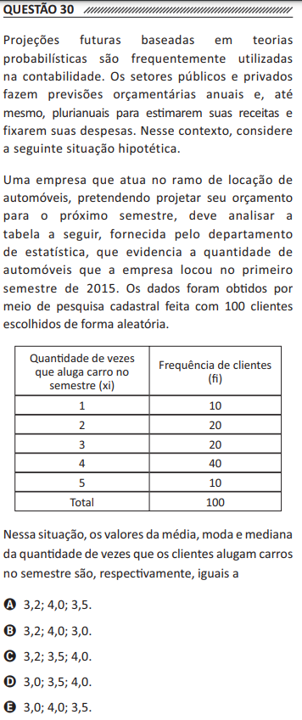 QUESTÃO 30
Projeções futuras baseadas em teorias
probabilísticas são frequentemente utilizadas
na contabilidade. Os setores públicos e privados
fazem previsões orçamentárias anuais e, até
mesmo, plurianuais para estimarem suas receitas e
fixarem suas despesas. Nesse contexto, considere
a seguinte situação hipotética.
Uma empresa que atua no ramo de locação de
automóveis, pretendendo projetar seu orçamento
para o próximo semestre, deve analisar a
tabela a seguir, fornecida pelo departamento
de estatística, que evidencia a quantidade de
automóveis que a empresa locou no primeiro
semestre de 2015. Os dados foram obtidos por
meio de pesquisa cadastral feita com 100 clientes
escolhidos de forma aleatória.
Quantidade de vezes
que aluga carro no
semestre (xi)
Frequência de clientes
(fi)
1 10
2 20
3 20
4 40
5 10
Total 100
Nessa situação, os valores da média, moda e mediana
da quantidade de vezes que os clientes alugam carros
no semestre são, respectivamente, iguais a
A 3,2; 4,0; 3,5.
B 3,2; 4,0; 3,0.
C 3,2; 3,5; 4,0.
D 3,0; 3,5; 4,0.
E 3,0; 4,0; 3,5.